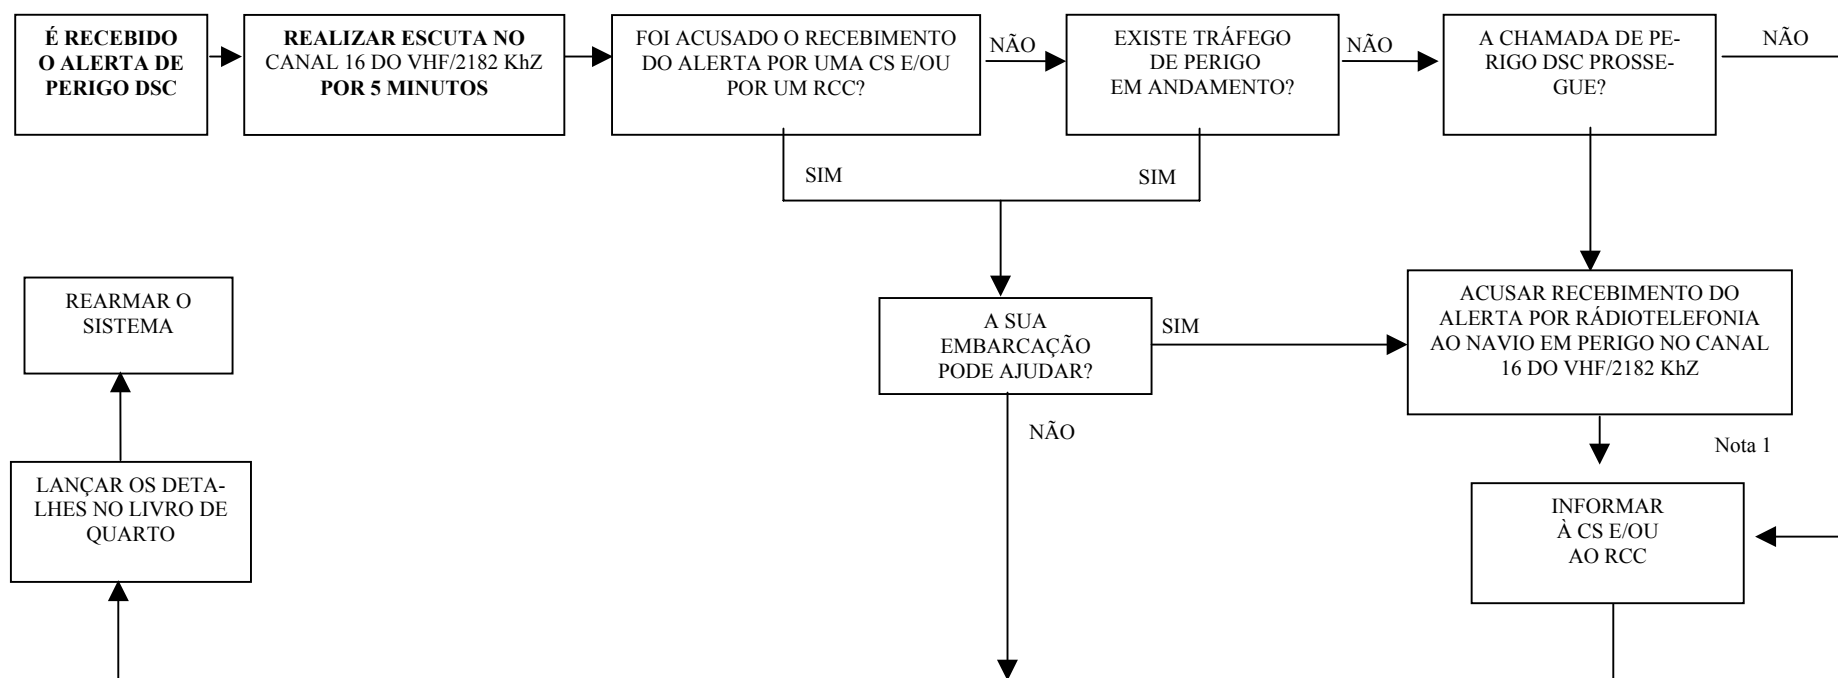 É RECEBIDO
O ALERTA DE
PERIGO DSC
REALIZAR ESCUTA NO
CANAL 16 DO VHF/2182 KhZ
POR 5 MINUTOS
FOI ACUSADO O RECEBIMENTO
DO ALERTA POR UMA CS E/OU
POR UM RCC?
NÃO
EXISTE TRÁFEGO
DE PERIGO
EM ANDAMENTO?
NÃO
A CHAMADA DE PE-
RIGO DSC PROSSE-
GUE?
NÃO
SIM
SIM
REARMAR O
SISTEMA
A SUA
EMBARCAÇÃO
PODE AJUDAR?
SIM
ACUSAR RECEBIMENTO DO
ALERTA POR RÁDIOTELEFONIA
AO NAVIO EM PERIGO NO CANAL
16 DO VHF/2182 KhZ
NÃO
Nota 1
LANÇAR OS DETA-
LHES NO LIVRO DE
QUARTO
INFORMAR
À CS E/OU
AO RCC